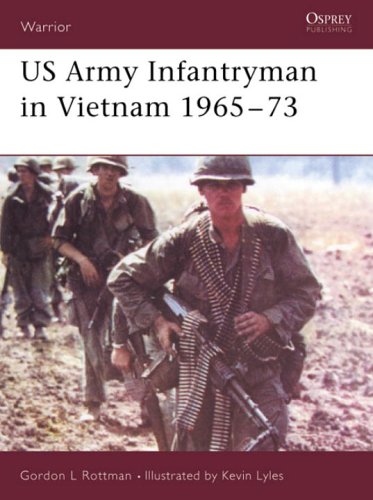 Warrior
OSPREY
PUBLISHING
US Army Infantryman
in Vietnam 1965–73
Gordon L Rottman • Illustrated by Kevin Lyles